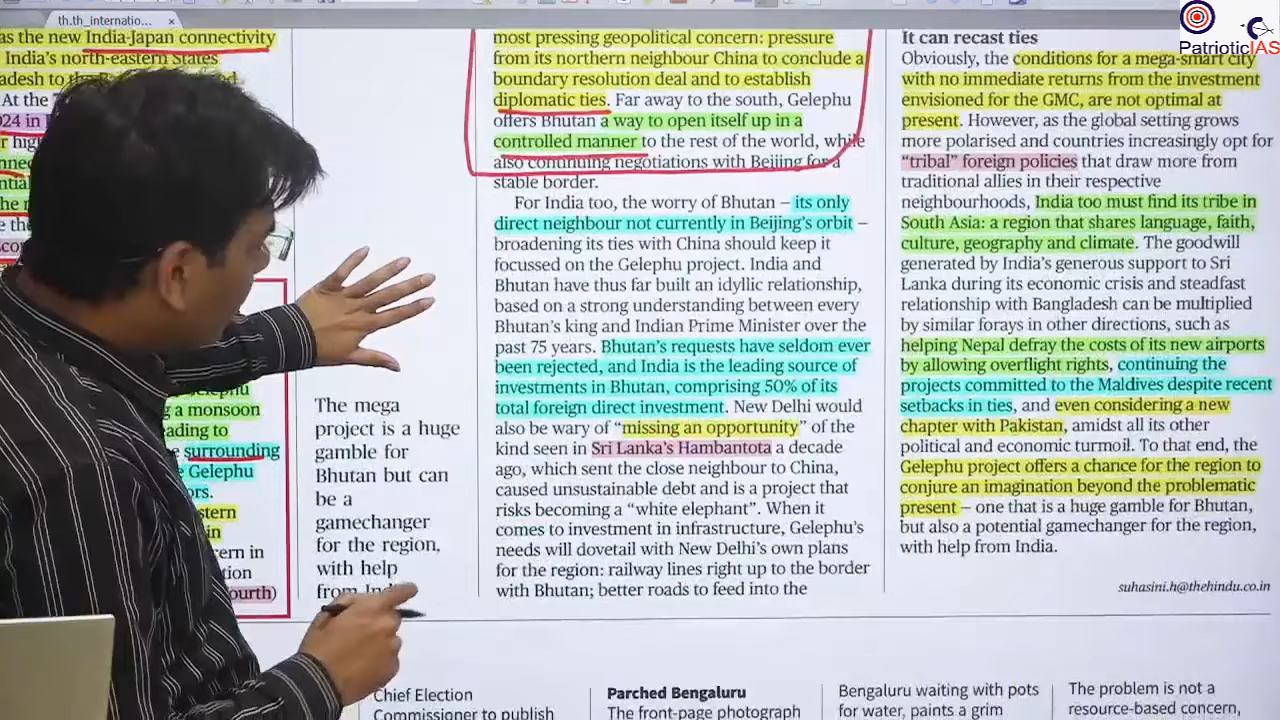 th.th_internatio...
×
PatrioticIAS
as the new India-Japan connectivity
India's north-eastern States
adesh to the
At the
024 in
r hig
nnec
ential
the
e the
Econ
Gelephu
g a monsoon
ading to
surrounding
e Gelephu
ors.
stern
in
cern in
tion
ourth)
The mega
project is a huge
gamble for
Bhutan but can
be a
gamechanger
for the region,
with help
from
most pressing geopolitical concern: pressure
from its northern neighbour China to conclude a
boundary resolution deal and to establish
diplomatic ties. Far away to the south, Gelephu
offers Bhutan a way to open itself up in a
controlled manner to the rest of the world, while
also continuing negotiations with Beijing for a
stable border.
For India too, the worry of Bhutan – its only
direct neighbour not currently in Beijing's orbit –
broadening its ties with China should keep it
focussed on the Gelephu project. India and
Bhutan have thus far built an idyllic relationship,
based on a strong understanding between every
Bhutan's king and Indian Prime Minister over the
past 75 years. Bhutan's requests have seldom ever
been rejected, and India is the leading source of
investments in Bhutan, comprising 50% of its
total foreign direct investment. New Delhi would
also be wary of “missing an opportunity” of the
kind seen in Sri Lanka's Hambantota a decade
ago, which sent the close neighbour to China,
caused unsustainable debt and is a project that
risks becoming a “white elephant”. When it
comes to investment in infrastructure, Gelephu's
needs will dovetail with New Delhi's own plans
for the region: railway lines right up to the border
with Bhutan; better roads to feed into the
It can recast ties
Obviously, the conditions for a mega-smart city
with no immediate returns from the investment
envisioned for the GMC, are not optimal at
present. However, as the global setting grows
more polarised and countries increasingly opt for
“tribal” foreign policies that draw more from
traditional allies in their respective
neighbourhoods, India too must find its tribe in
South Asia: a region that shares language, faith,
culture, geography and climate. The goodwill
generated by India's generous support to Sri
Lanka during its economic crisis and steadfast
relationship with Bangladesh can be multiplied
by similar forays in other directions, such as
helping Nepal defray the costs of its new airports
by allowing overflight rights, continuing the
projects committed to the Maldives despite recent
setbacks in ties, and even considering a new
chapter with Pakistan, amidst all its other
political and economic turmoil. To that end, the
Gelephu project offers a chance for the region to
conjure an imagination beyond the problematic
present – one that is a huge gamble for Bhutan,
but also a potential gamechanger for the region,
with help from India.
suhasini.h@thehindu.co.in
Chief Election
Commissioner to publish
Parched Bengaluru
The front-page photograph
Bengaluru waiting with pots
for water, paints a grim
The problem is not a
resource-based concern,